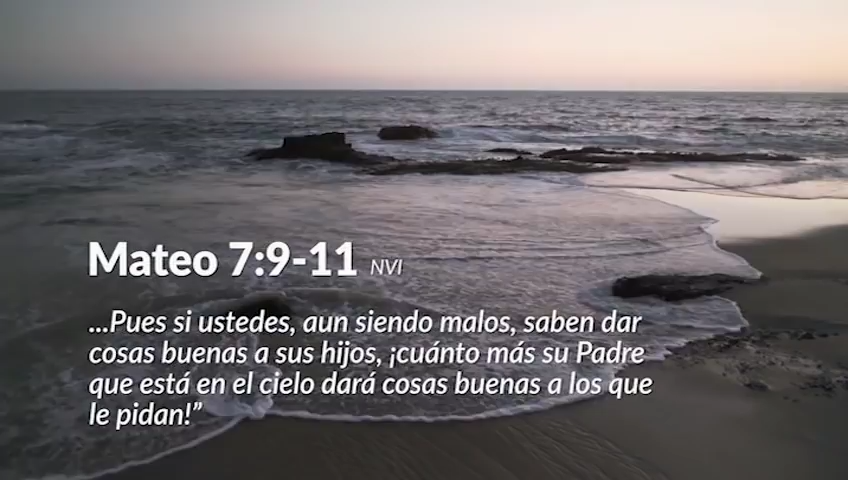 Mateo 7:9-11 NVI
...Pues si ustedes, aun siendo malos, saben dar
cosas buenas a sus hijos, ¡cuánto más su Padre
que está en el cielo dará cosas buenas a los que
le pidan!”